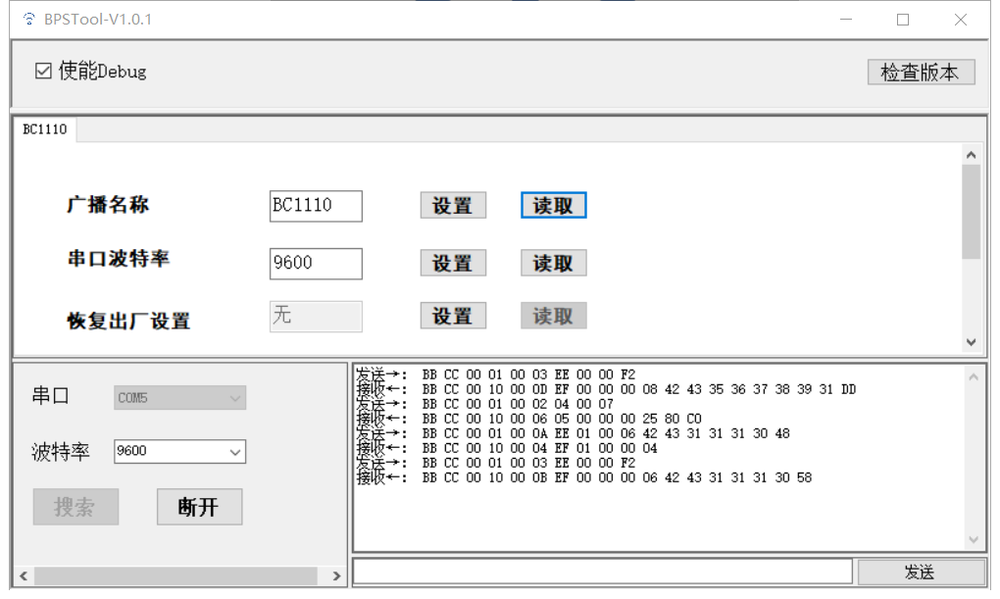 BPSTool-V1.0.1
使能Debug
检查版本
BC1110
广播名称 BC1110 设置 读取
串口波特率 9600 设置 读取
恢复出厂设置 无 设置 读取
串口 COM5
波特率 9600
搜索 断开
发送→: BB CC 00 01 00 03 EE 00 00 F2
接收←: BB CC 00 10 00 0D EF 00 00 00 08 42 43 35 36 37 38 39 31 DD
发送→: BB CC 00 01 00 02 04 00 07
接收←: BB CC 00 10 00 06 05 00 00 00 25 80 C0
发送→: BB CC 00 01 00 0A EE 01 00 06 42 43 31 31 31 30 48
接收←: BB CC 00 10 00 04 EF 01 00 00 04
发送→: BB CC 00 01 00 03 EE 00 00 F2
接收←: BB CC 00 10 00 0B EF 00 00 00 06 42 43 31 31 31 30 58
发送